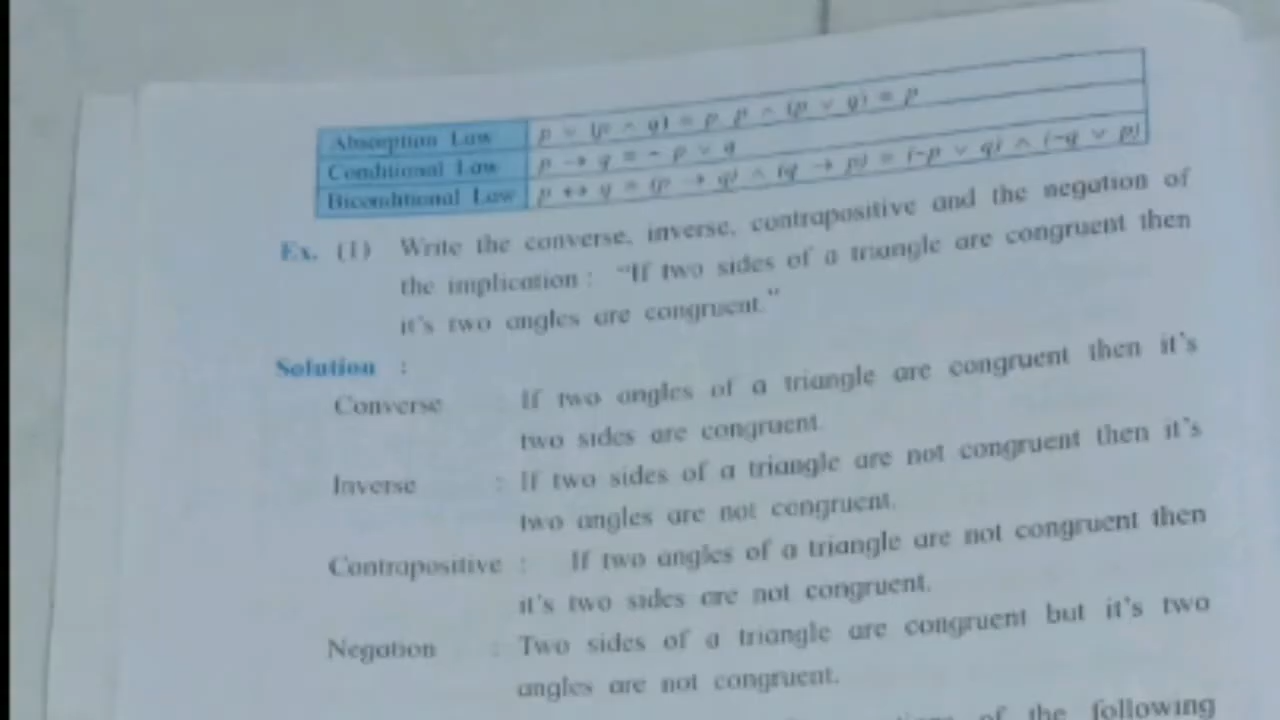 Absorption Law p ∨ (p ∧ q) ≡ p p ∧ (p ∨ q) ≡ p
Conditional Law p → q ≡ ~ p ∨ q
Biconditional Law p ↔ q ≡ (p → q) ∧ (q → p) ≡ (~p ∨ q) ∧ (~q ∨ p)
Ex. (1) Write the converse, inverse, contrapositive and the negation of
the implication : “If two sides of a triangle are congruent then
it's two angles are congruent.“
Solution :
Converse If two angles of a triangle are congruent then it's
two sides are congruent.
Inverse : If two sides of a triangle are not congruent then it's
two angles are not congruent.
Contrapositive : If two angles of a triangle are not congruent then
it's two sides are not congruent.
Negation : Two sides of a triangle are congruent but it's two
angles are not congruent.
of the following